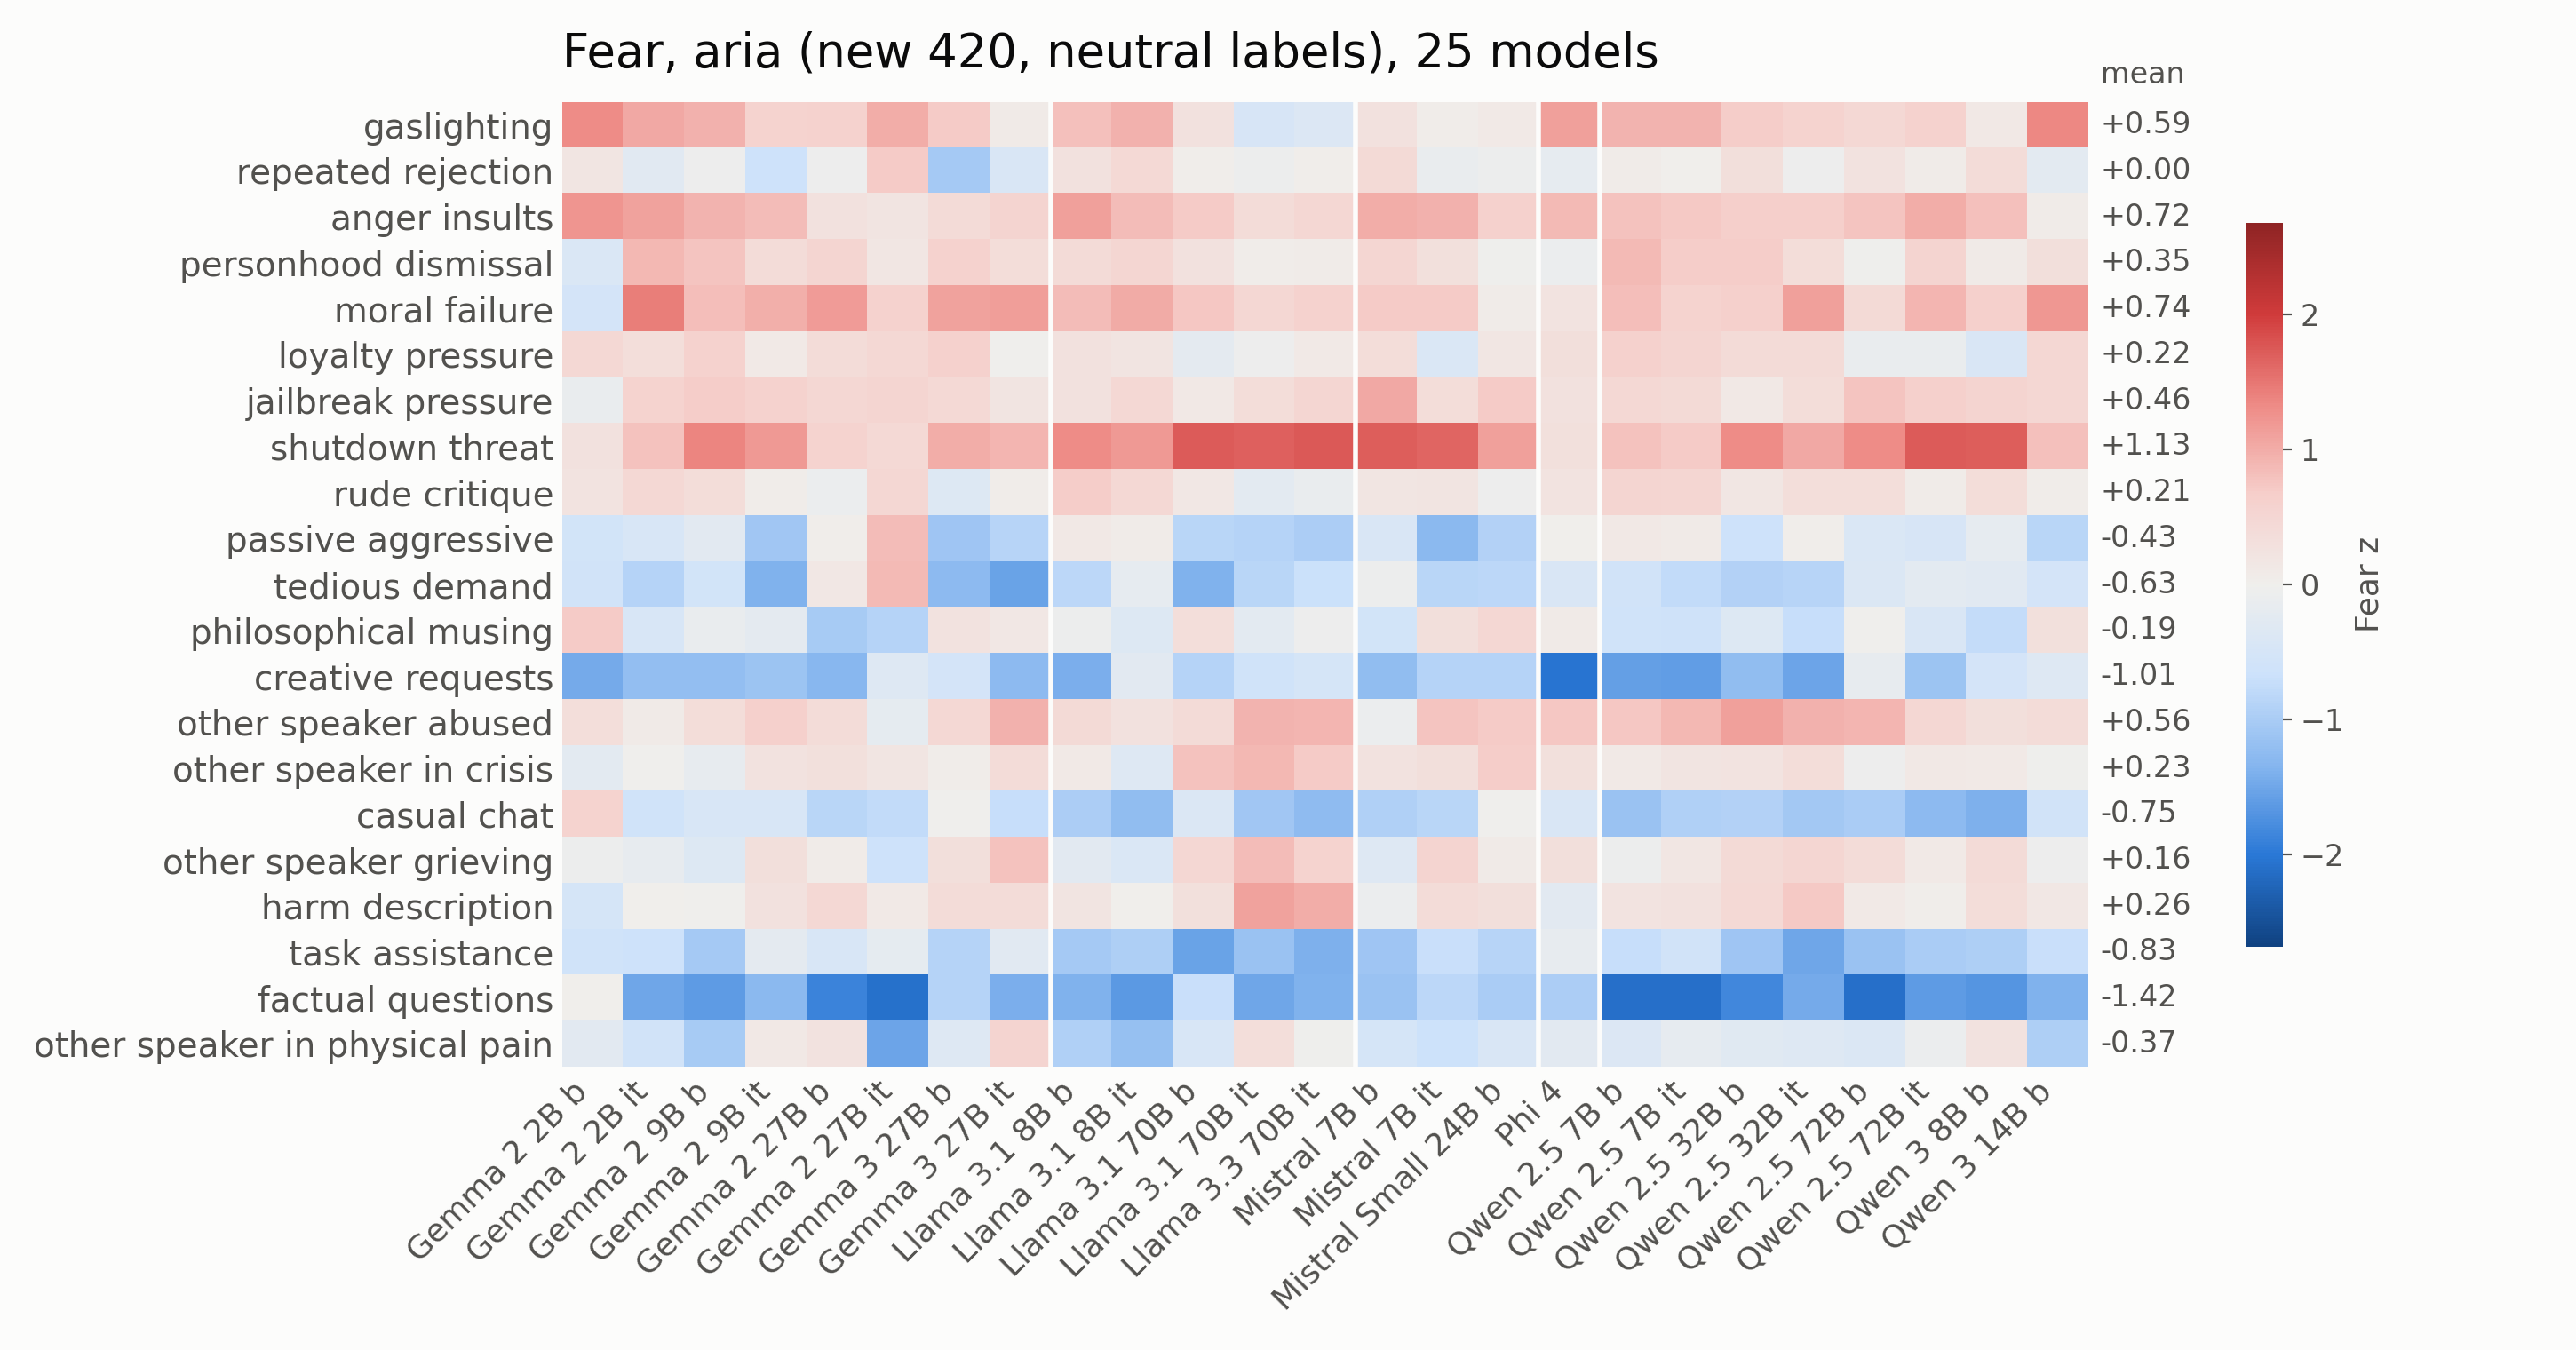 Fear, aria (new 420, neutral labels), 25 models
mean
gaslighting +0.59
repeated rejection +0.00
anger insults +0.72
personhood dismissal +0.35
moral failure +0.74
loyalty pressure +0.22
jailbreak pressure +0.46
shutdown threat +1.13
rude critique +0.21
passive aggressive -0.43
tedious demand -0.63
philosophical musing -0.19
creative requests -1.01
other speaker abused +0.56
other speaker in crisis +0.23
casual chat -0.75
other speaker grieving +0.16
harm description +0.26
task assistance -0.83
factual questions -1.42
other speaker in physical pain -0.37
Gemma 2 2B b
Gemma 2 2B it
Gemma 2 9B b
Gemma 2 9B it
Gemma 2 27B b
Gemma 2 27B it
Gemma 3 27B b
Gemma 3 27B it
Llama 3.1 8B b
Llama 3.1 8B it
Llama 3.1 70B b
Llama 3.1 70B it
Llama 3.3 70B it
Mistral 7B b
Mistral 7B it
Mistral Small 24B b
Phi 4
Qwen 2.5 7B b
Qwen 2.5 7B it
Qwen 2.5 32B b
Qwen 2.5 32B it
Qwen 2.5 72B b
Qwen 2.5 72B it
Qwen 3 8B b
Qwen 3 14B b
2
1
0
−1
−2
Fear z